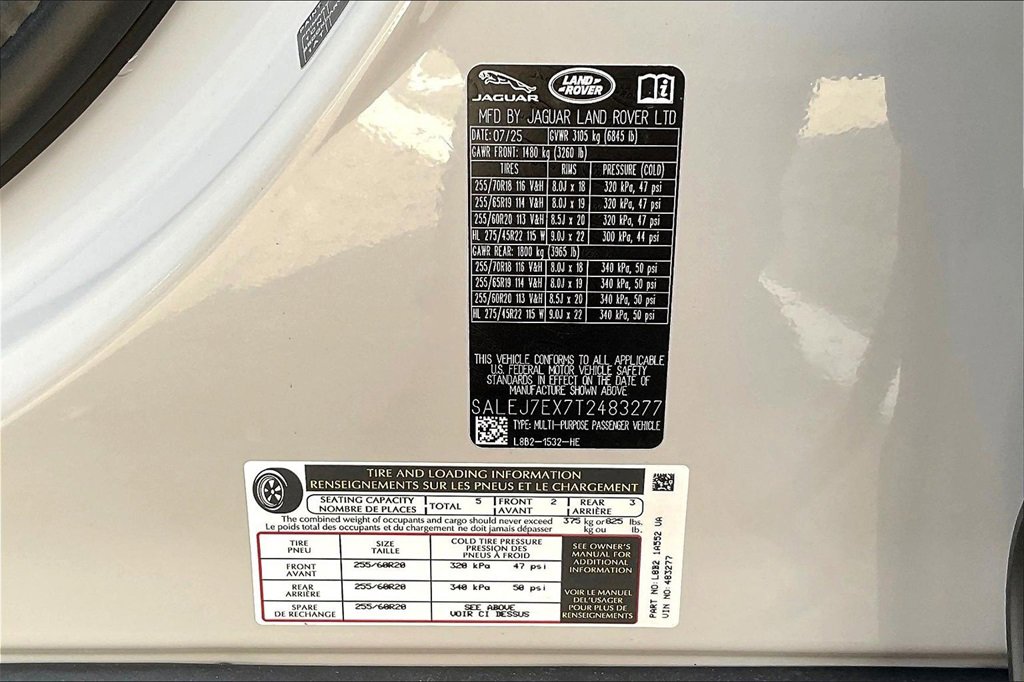 JAGUAR
LAND ROVER
MFD BY JAGUAR LAND ROVER LTD
DATE: 07/25 GVWR 3105 kg (6845 lb)
GAWR FRONT: 1480 kg (3260 lb)
TIRES RIMS PRESSURE (COLD)
255/70R18 116 V&H 8.0J x 18 320 kPa, 47 psi
255/65R19 114 V&H 8.0J x 19 320 kPa, 47 psi
255/60R20 113 V&H 8.5J x 20 320 kPa, 47 psi
HL 275/45R22 115 W 9.0J x 22 300 kPa, 44 psi
GAWR REAR: 1800 kg (3965 lb)
255/70R18 116 V&H 8.0J x 18 340 kPa, 50 psi
255/65R19 114 V&H 8.0J x 19 340 kPa, 50 psi
255/60R20 113 V&H 8.5J x 20 340 kPa, 50 psi
HL 275/45R22 115 W 9.0J x 22 340 kPa, 50 psi
THIS VEHICLE CONFORMS TO ALL APPLICABLE
U.S. FEDERAL MOTOR VEHICLE SAFETY
STANDARDS IN EFFECT ON THE DATE OF
MANUFACTURE SHOWN ABOVE
SALEJ7EX7T2483277
TYPE: MULTI-PURPOSE PASSENGER VEHICLE
L8B2-1532-HE
TIRE AND LOADING INFORMATION
RENSEIGNEMENTS SUR LES PNEUS ET LE CHARGEMENT
SEATING CAPACITY
NOMBRE DE PLACES
TOTAL 5
FRONT 2
AVANT
REAR 3
ARRIÈRE
The combined weight of occupants and cargo should never exceed 375 kg or 825 lbs.
Le poids total des occupants et du chargement ne doit jamais dépasser kg ou lb.
TIRE
PNEU
SIZE
TAILLE
COLD TIRE PRESSURE
PRESSION DES
PNEUS À FROID
FRONT
AVANT
255/60R20 320 kPa 47 psi
REAR
ARRIÈRE
255/60R20 340 kPa 50 psi
SPARE
DE RECHANGE
255/60R20
SEE ABOVE
VOIR CI DESSUS
SEE OWNER'S
MANUAL FOR
ADDITIONAL
INFORMATION
VOIR LE MANUEL
DEL'USAGER
POUR PLUS DE
RENSEIGNEMENTS
PART NO: L8B2 1A552 UA
VIN NO: 483277